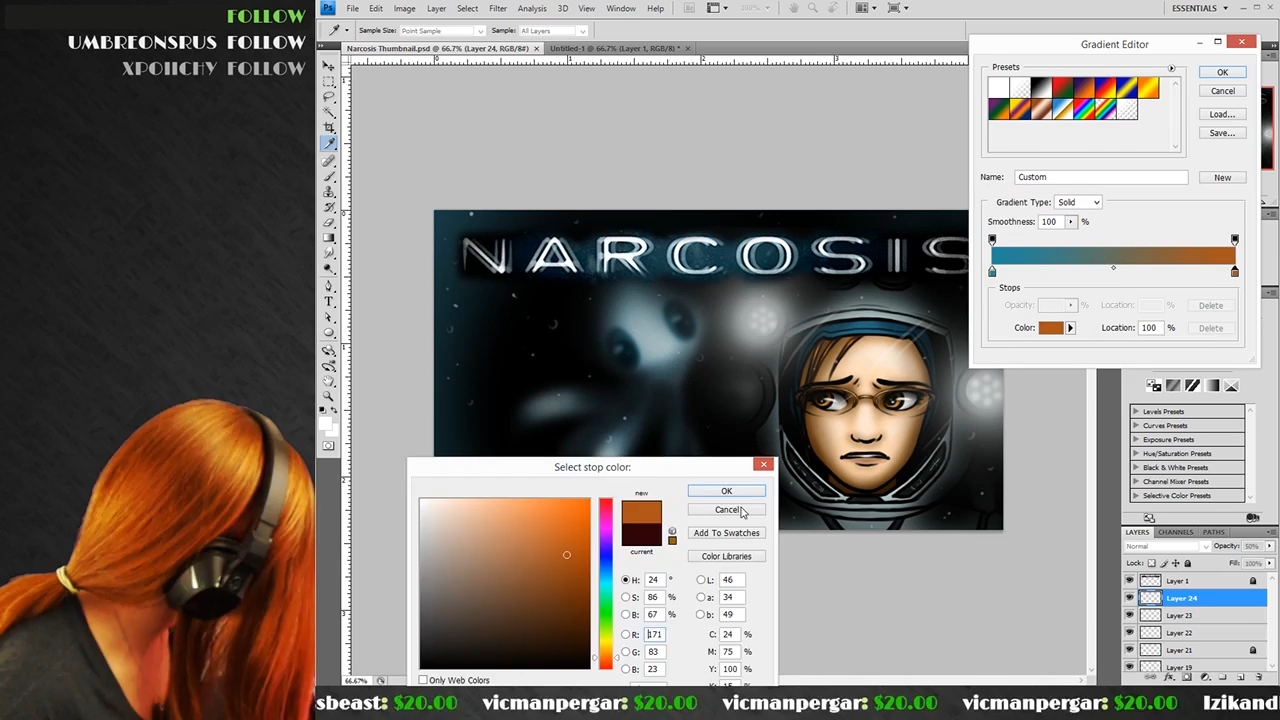 FOLLOW
UMBREONSRUS FOLLOW
XPOIICHY FOLLOW
Ps File Edit Image Layer Select Filter Analysis 3D View Window Help 100% ESSENTIALS
Sample Size: Point Sample Sample: All Layers
Narcosis Thumbnail.psd @ 66.7% (Layer 24, RGB/8#) Untitled-1 @ 66.7% (Layer 1, RGB/8) *
Gradient Editor
Presets
OK
Cancel
Load...
Save...
Name: Custom New
Gradient Type: Solid
Smoothness: 100 %
Stops
Opacity: % Location: % Delete
Color: Location: 100 % Delete
NARCOSIS
Select stop color:
new
current
OK
Cancel
Add To Swatches
Color Libraries
H: 24 ° L: 46
S: 86 % a: 34
B: 67 % b: 49
R: 171 C: 24 %
G: 83 M: 75 %
B: 23 Y: 100 %
Only Web Colors
Levels Presets
Curves Presets
Exposure Presets
Hue/Saturation Presets
Black & White Presets
Channel Mixer Presets
Selective Color Presets
LAYERS CHANNELS PATHS
Normal Opacity: 50%
Lock: Fill: 100%
Layer 1
Layer 24
Layer 23
Layer 22
Layer 21
Layer 19
66.67%
sbeast: $20.00 vicmanpergar: $20.00 vicmanpergar: $20.00 vicmanpergar: $20.00 Izikand